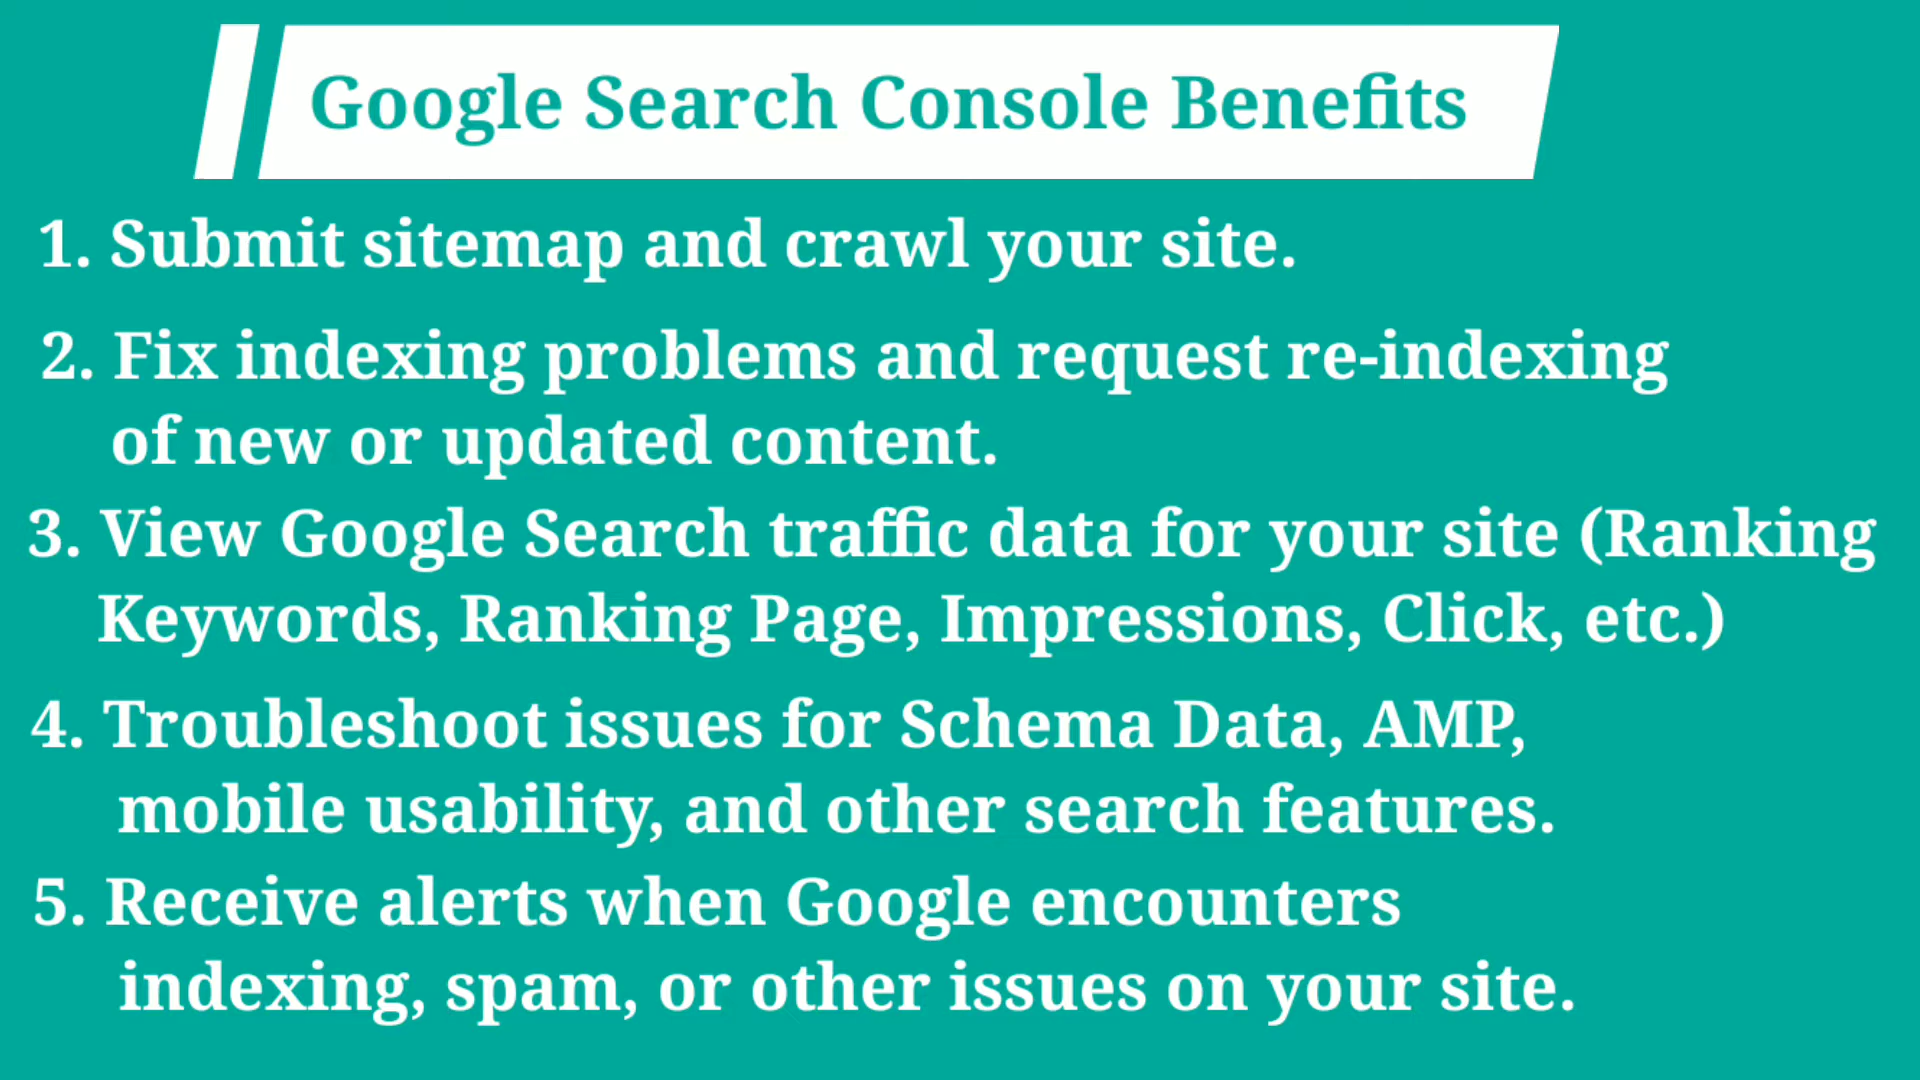 Google Search Console Benefits
1. Submit sitemap and crawl your site.
2. Fix indexing problems and request re-indexing
of new or updated content.
3. View Google Search traffic data for your site (Ranking
Keywords, Ranking Page, Impressions, Click, etc.)
4. Troubleshoot issues for Schema Data, AMP,
mobile usability, and other search features.
5. Receive alerts when Google encounters
indexing, spam, or other issues on your site.